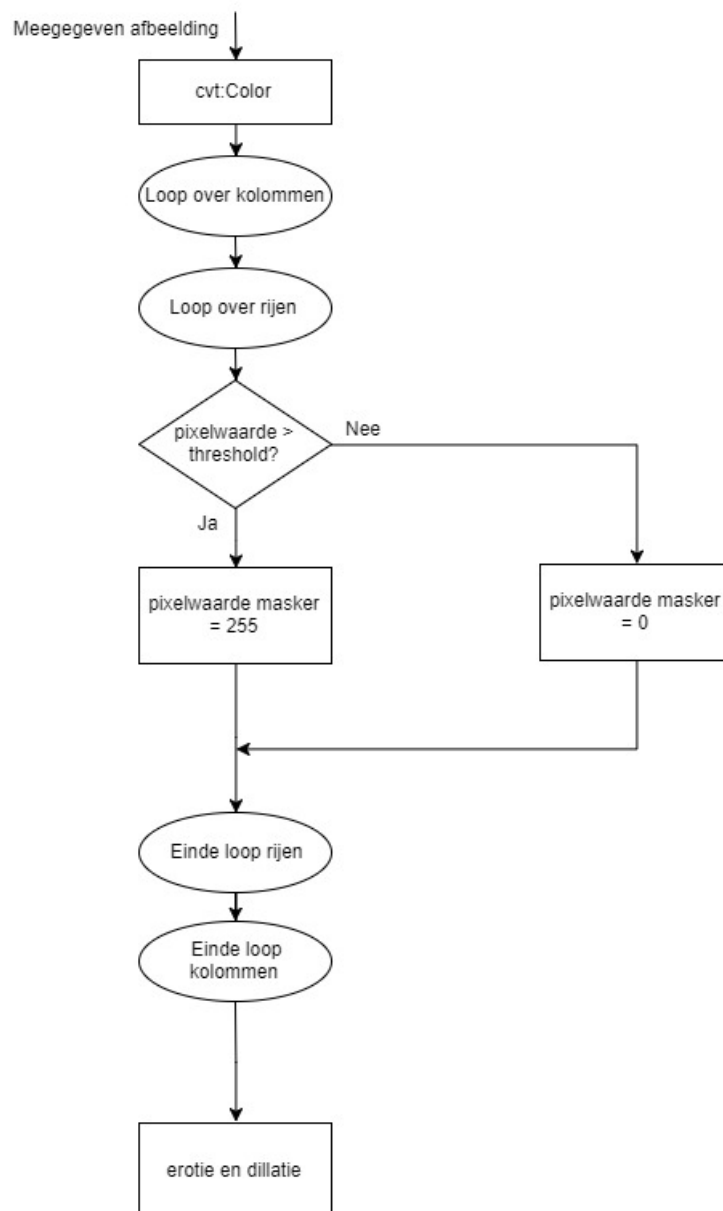 Meegegeven afbeelding
cvt:Color
Loop over kolommen
Loop over rijen
pixelwaarde >
threshold?
Nee
Ja
pixelwaarde masker
= 255
pixelwaarde masker
= 0
Einde loop rijen
Einde loop
kolommen
erotie en dillatie